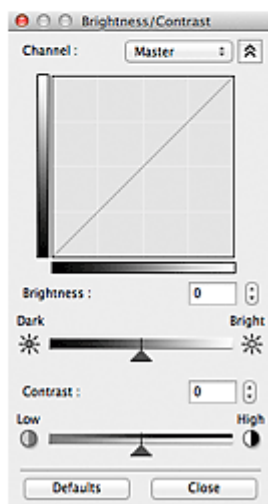 Brightness/Contrast
Channel : Master
Brightness : 0
Dark Bright
Contrast : 0
Low High
Defaults Close